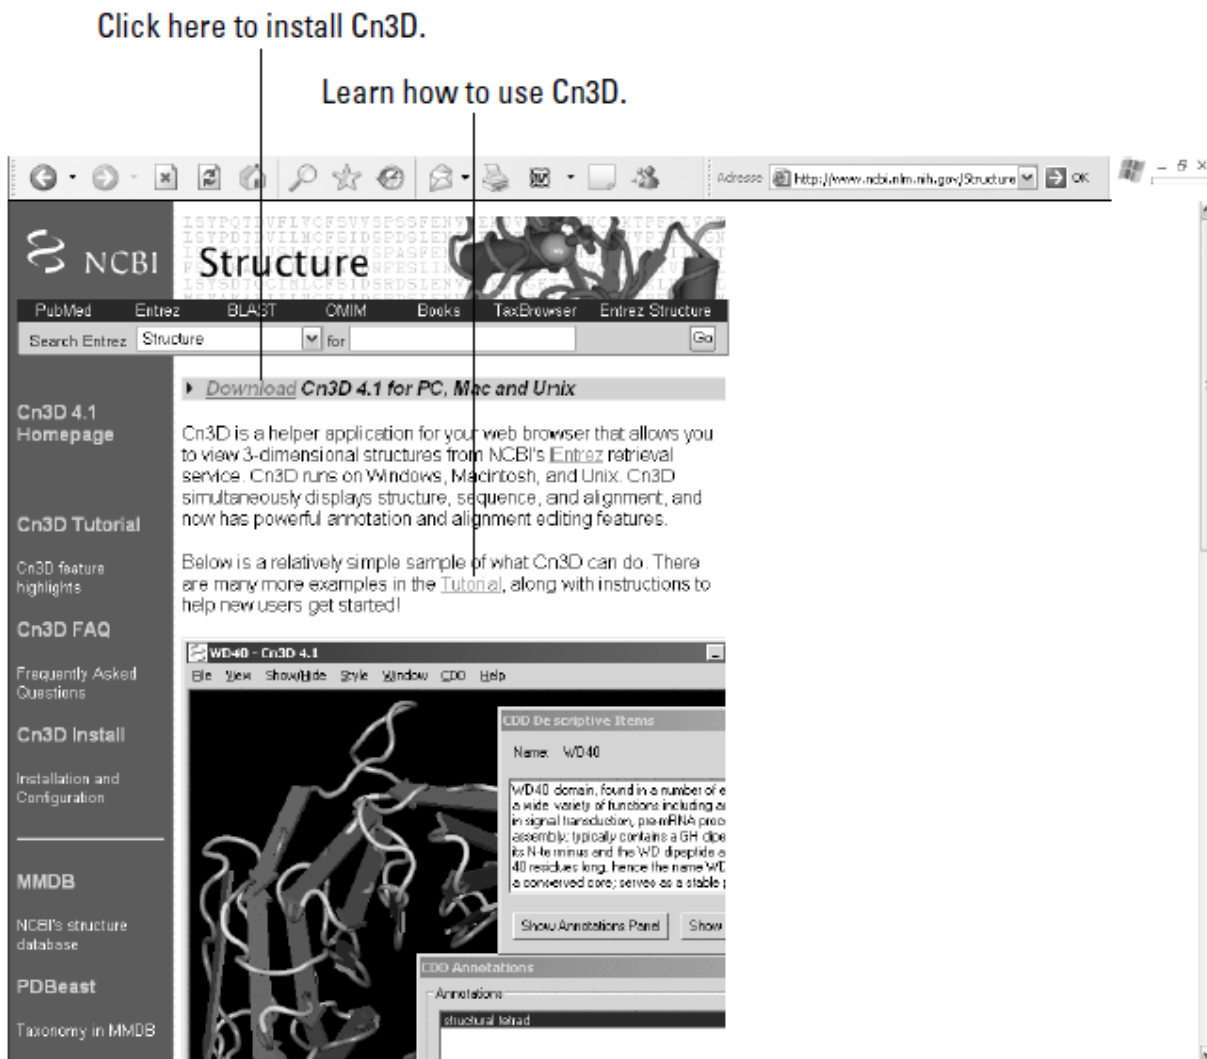 Click here to install Cn3D.
Learn how to use Cn3D.
Adresse http://www.ncbi.nlm.nih.gov/Structure OK
NCBI
Structure
PubMed Entrez BLAST OMIM Books TaxBrowser Entrez Structure
Search Entrez Structure for Go
Download Cn3D 4.1 for PC, Mac and Unix
Cn3D 4.1
Homepage
Cn3D is a helper application for your web browser that allows you
to view 3-dimensional structures from NCBI's Entrez retrieval
service. Cn3D runs on Windows, Macintosh, and Unix. Cn3D
simultaneously displays structure, sequence, and alignment, and
now has powerful annotation and alignment editing features.
Cn3D Tutorial
Cn3D feature
highlights
Below is a relatively simple sample of what Cn3D can do. There
are many more examples in the Tutorial, along with instructions to
help new users get started!
Cn3D FAQ
Frequently Asked
Questions
Cn3D Install
Installation and
Configuration
MMDB
NCBI's structure
database
PDBeast
Taxonomy in MMDB
WD40 - Cn3D 4.1
File View Show/Hide Style Window CDD Help
CDD Descriptive Items
Name: WD40
WD40 domain, found in a number of e
a wide variety of functions including a
in signal transduction, pre-mRNA proc
assembly; typically contains a GH dipe
its N-terminus and the WD dipeptide a
40 residues long, hence the name WD
a conserved core; serves as a stable p
Show Annotations Panel Show
CDD Annotations
Annotations
structural tetrad